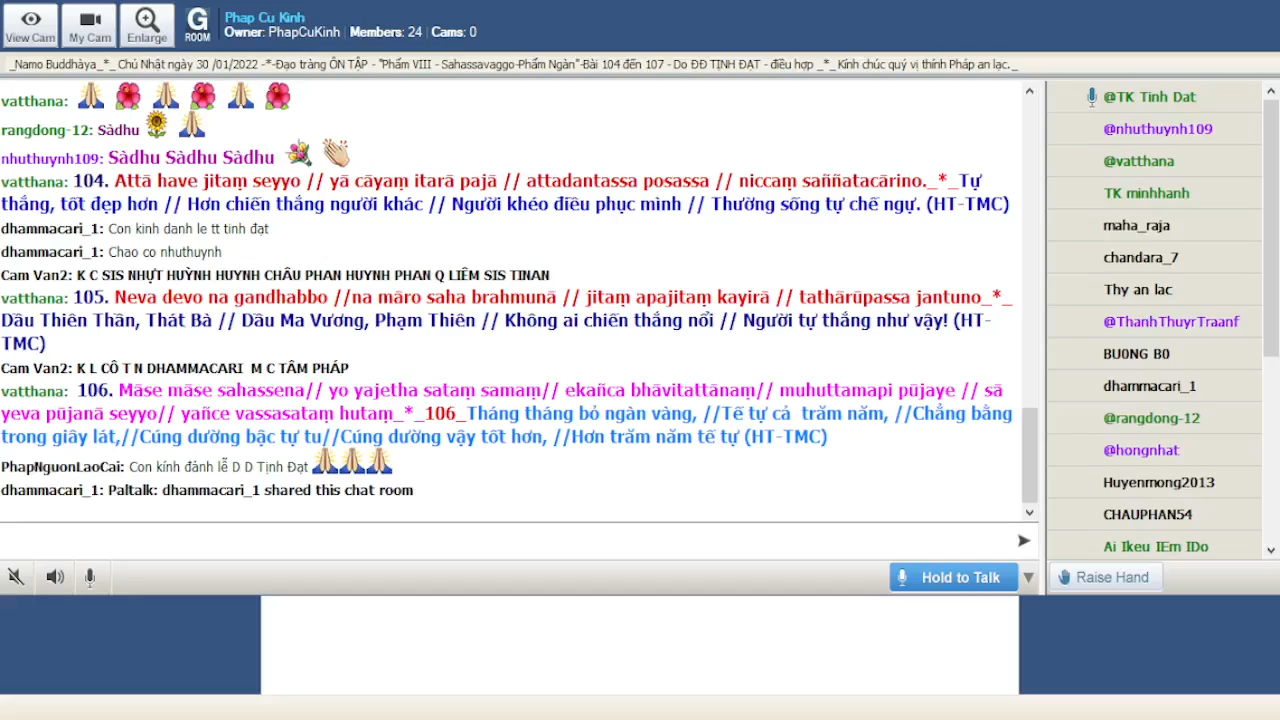 View Cam
My Cam
Enlarge
G
ROOM
Phap Cu Kinh
Owner: PhapCuKinh | Members: 24 | Cams: 0
_Namo Buddhàya_*_ Chủ Nhật ngày 30 /01/2022 -*-Đạo tràng ÔN TẬP - "Phẩm VIII - Sahassavaggo-Phẩm Ngàn"-Bài 104 đến 107 - Do ĐĐ TỊNH ĐẠT - điều hợp _*_Kính chúc quý vị thính Pháp an lạc._
vatthana:
rangdong-12: Sàdhu
nhuthuynh109: Sàdhu Sàdhu Sàdhu
vatthana: 104. Attā have jitaṃ seyyo // yā cāyaṃ itarā pajā // attadantassa posassa // niccaṃ saññatacārino._*_Tự
thắng, tốt đẹp hơn // Hơn chiến thắng người khác // Người khéo điều phục mình // Thường sống tự chế ngự. (HT-TMC)
dhammacari_1: Con kinh danh le tt tinh đạt
dhammacari_1: Chao co nhuthuynh
Cam Van2: K C SIS NHỰT HUỲNH HUYNH CHÂU PHAN HUYNH PHAN Q LIÊM SIS TINAN
vatthana: 105. Neva devo na gandhabbo //na māro saha brahmunā // jitaṃ apajitaṃ kayirā // tathārūpassa jantuno_*_
Dầu Thiên Thần, Thát Bà // Dầu Ma Vương, Phạm Thiên // Không ai chiến thắng nổi // Người tự thắng như vậy! (HT-
TMC)
Cam Van2: K L CÔ T N DHAMMACARI M C TÂM PHÁP
vatthana: 106. Māse māse sahassena// yo yajetha sataṃ samaṃ// ekañca bhāvitattānaṃ// muhuttamapi pūjaye // sā
yeva pūjanā seyyo// yañce vassasataṃ hutaṃ_*_106_Tháng tháng bỏ ngàn vàng, //Tế tự cả trăm năm, //Chẳng bằng
trong giây lát,//Cúng dường bậc tự tu//Cúng dường vậy tốt hơn, //Hơn trăm năm tế tự (HT-TMC)
PhapNguonLaoCai: Con kính đảnh lễ D D Tịnh Đạt
dhammacari_1: Paltalk: dhammacari_1 shared this chat room
Hold to Talk
@TK Tinh Dat
@nhuthuynh109
@vatthana
TK minhhanh
maha_raja
chandara_7
Thy an lac
@ThanhThuyrTraanf
BU0NG B0
dhammacari_1
@rangdong-12
@hongnhat
Huyenmong2013
CHAUPHAN54
Ai Ikeu IEm IDo
Raise Hand